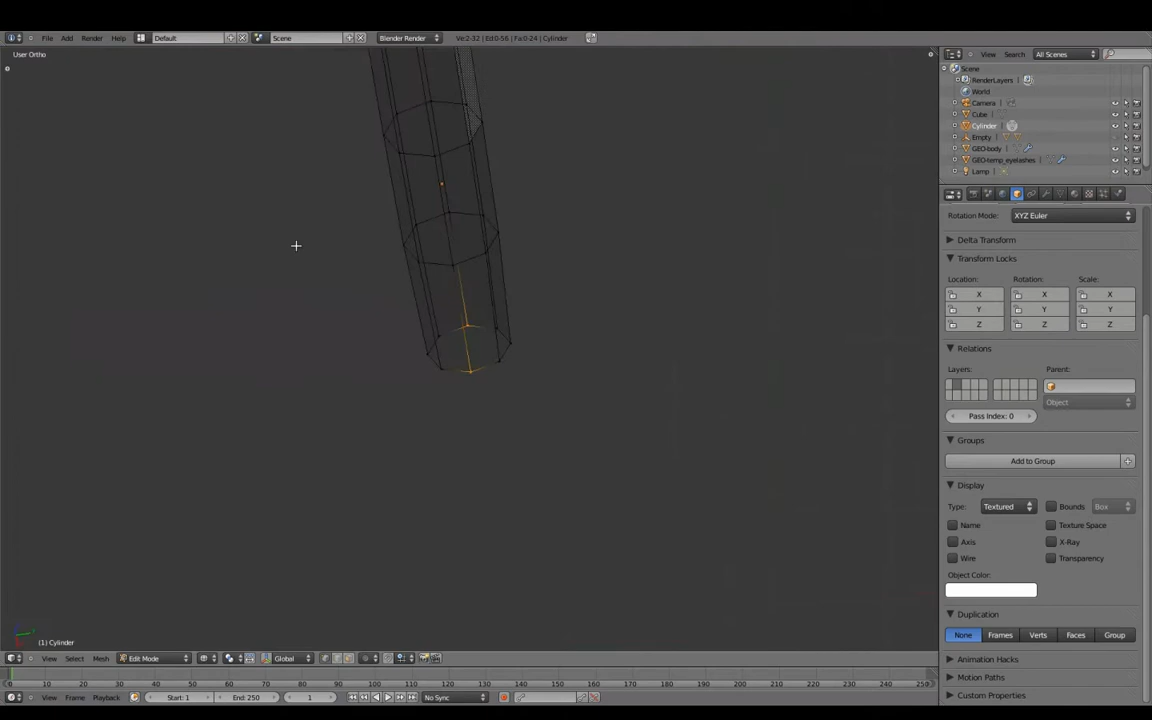 File Add Render Help Default Scene Blender Render Ve:2-32 | Ed:0-56 | Fa:0-24 | Cylinder
User Ortho
View Search All Scenes
Scene
RenderLayers
World
Camera
Cube
Cylinder
Empty
GEO-body
GEO-temp_eyelashes
Lamp
Rotation Mode: XYZ Euler
Delta Transform
Transform Locks
Location: Rotation: Scale:
X X X
Y Y Y
Z Z Z
Relations
Layers: Parent:
Object
Pass Index: 0
Groups
Add to Group
Display
Type: Textured Bounds Box
Name Texture Space
Axis X-Ray
Wire Transparency
Object Color:
Duplication
None Frames Verts Faces Group
Animation Hacks
Motion Paths
Custom Properties
(1) Cylinder
View Select Mesh Edit Mode Global
0 10 20 30 40 50 60 70 80 90 100 110 120 130 140 150 160 170 180 190 200 210 220 230 240 250
View Frame Playback Start: 1 End: 250 1 No Sync